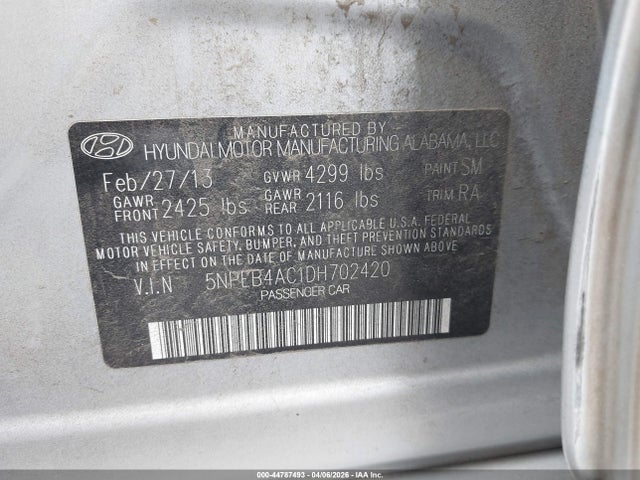 MANUFACTURED BY
HYUNDAI MOTOR MANUFACTURING ALABAMA, LLC
Feb/27/13 GVWR 4299 lbs PAINT SM
GAWR FRONT 2425 lbs GAWR REAR 2116 lbs TRIM RA
THIS VEHICLE CONFORMS TO ALL APPLICABLE U.S.A. FEDERAL
MOTOR VEHICLE SAFETY, BUMPER, AND THEFT PREVENTION STANDARDS
IN EFFECT ON THE DATE OF MANUFACTURE SHOWN ABOVE
V.I.N 5NPEB4AC1DH702420
PASSENGER CAR
000-44787493 - 04/06/2026 - IAA, Inc.